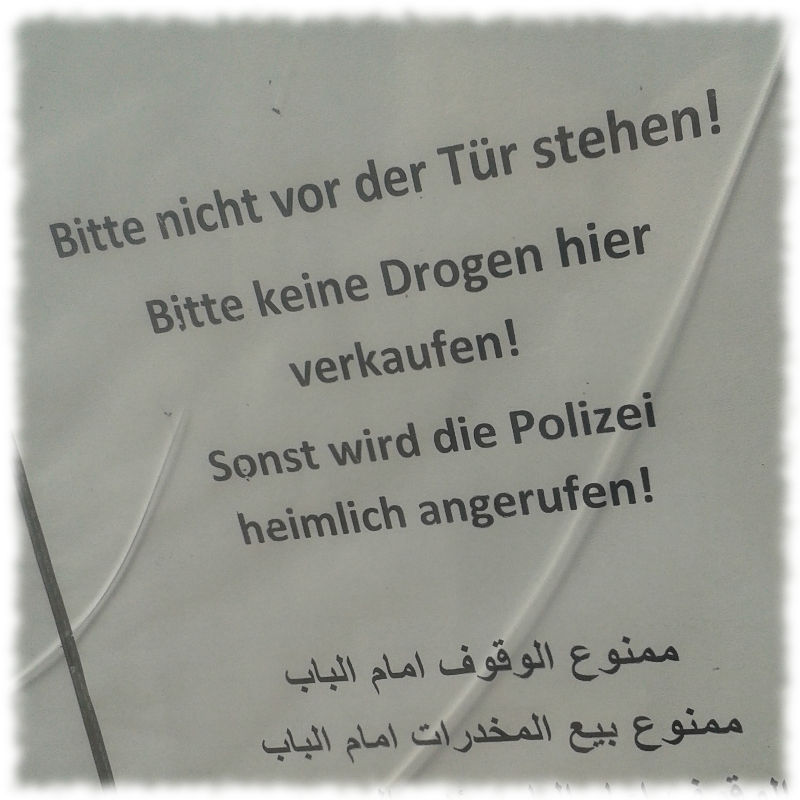 Bitte nicht vor der Tür stehen!
Bitte keine Drogen hier
verkaufen!
Sonst wird die Polizei
heimlich angerufen!
ممنوع الوقوف امام الباب
ممنوع بيع المخدرات امام الباب